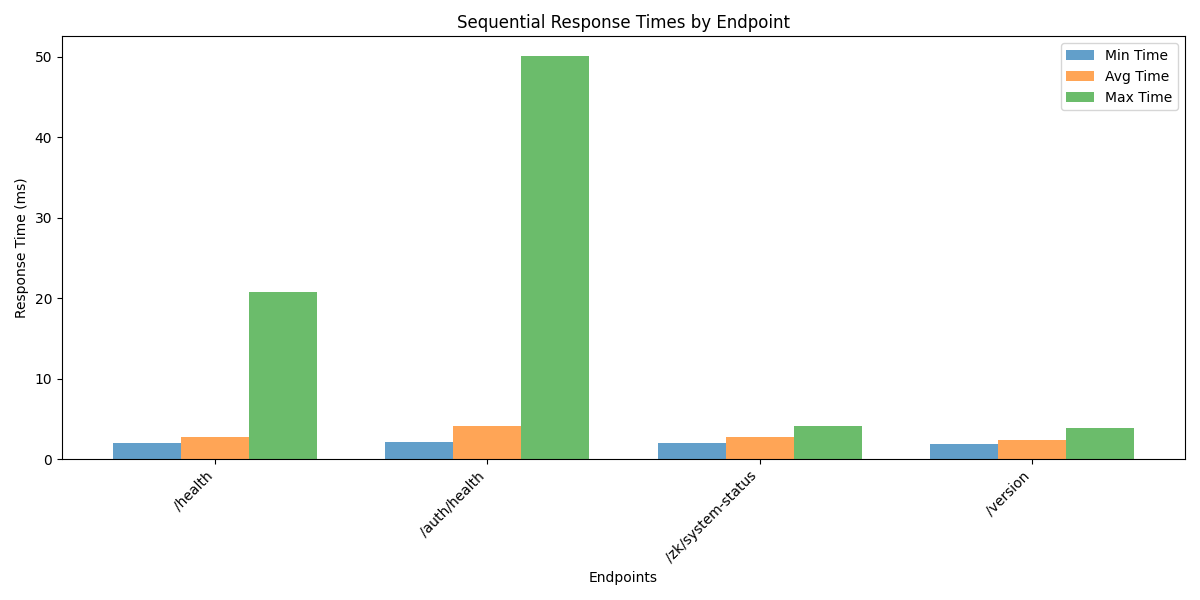 Sequential Response Times by Endpoint
Min Time
Avg Time
Max Time
Response Time (ms)
50
40
30
20
10
0
/health
/auth/health
/zk/system-status
/version
Endpoints